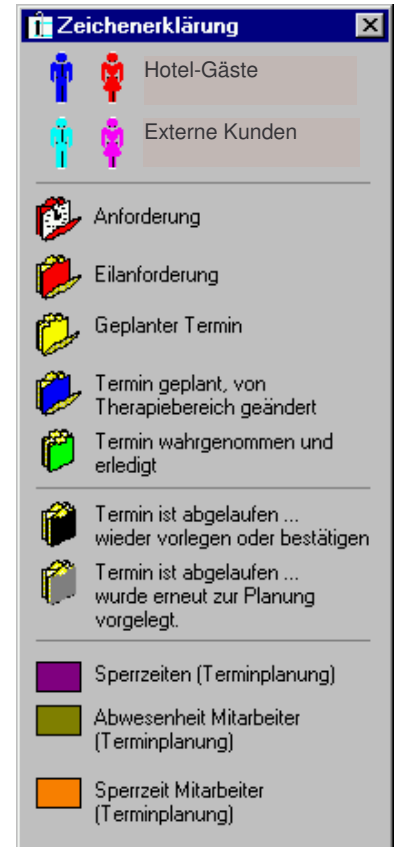 Zeichenerklärung
Hotel-Gäste
Externe Kunden
Anforderung
Eilanforderung
Geplanter Termin
Termin geplant, von
Therapiebereich geändert
Termin wahrgenommen und
erledigt
Termin ist abgelaufen ...
wieder vorlegen oder bestätigen
Termin ist abgelaufen ...
wurde erneut zur Planung
vorgelegt.
Sperrzeiten (Terminplanung)
Abwesenheit Mitarbeiter
(Terminplanung)
Sperrzeit Mitarbeiter
(Terminplanung)